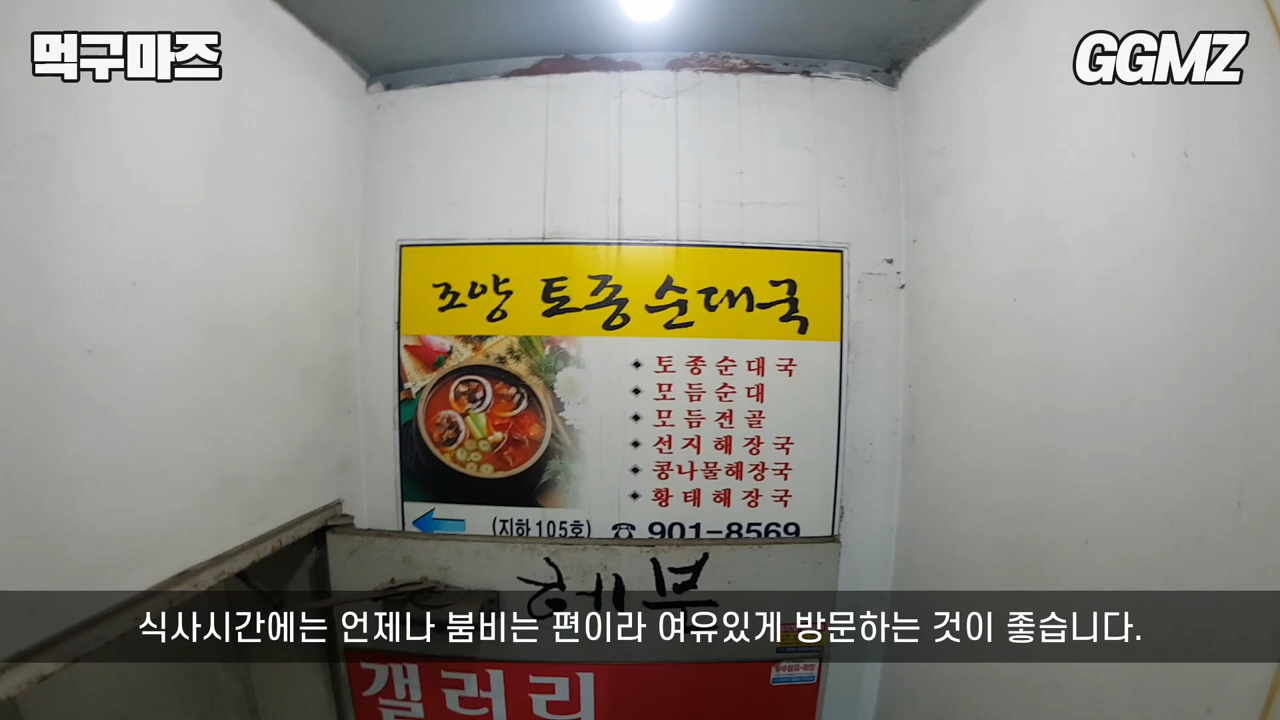 먹구마즈
GGMZ
조양 토종순대국
토종순대국
모듬순대
모듬전골
선지해장국
콩나물해장국
황태해장국
(지하105호) ☎ 901-8569
헤븐
식사시간에는 언제나 붐비는 편이라 여유있게 방문하는 것이 좋습니다.
갤러리